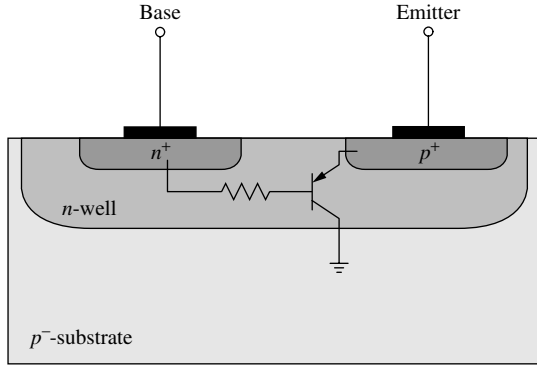 Base
Emitter
n⁺
p⁺
n-well
p⁻-substrate